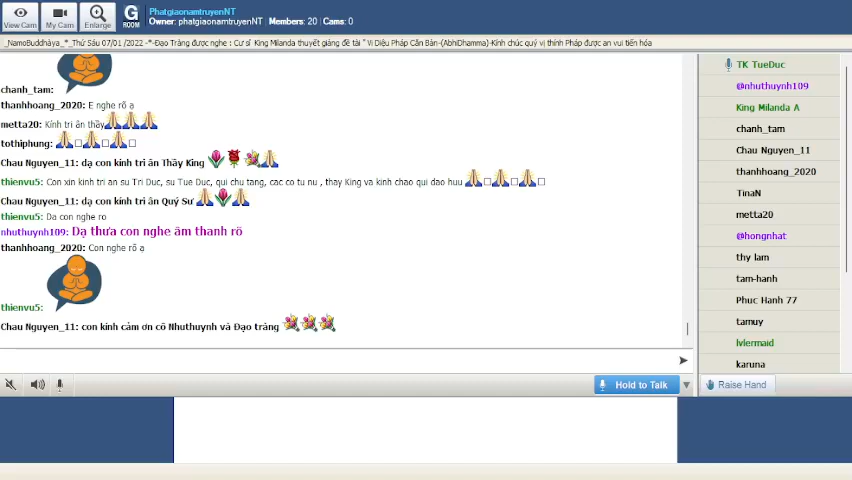 View Cam
My Cam
Enlarge
G
ROOM
PhatgiaonamtruyenNT
Owner: phatgiaonamtruyenNT | Members: 20 | Cams: 0
_NamoBuddhàya_*_Thứ Sáu 07/01 /2022 -*-Đạo Tràng được nghe : Cư sĩ King Milanda thuyết giảng đề tài " Vi Diệu Pháp Căn Bản-(AbhiDhamma)-Kính chúc quý vị thính Pháp được an vui tiến hóa
chanh_tam:
thanhhoang_2020: E nghe rõ ạ
metta20: Kính tri ân thầy
tothiphung:
Chau Nguyen_11: dạ con kính tri ân Thầy King
thienvu5: Con xin kinh tri an su Tri Duc, su Tue Duc, qui chu tang, cac co tu nu , thay King va kinh chao qui dao huu
Chau Nguyen_11: dạ con kính tri ân Quý Sư
thienvu5: Da con nghe ro
nhuthuynh109: Dạ thưa con nghe âm thanh rõ
thanhhoang_2020: Con nghe rõ ạ
thienvu5:
Chau Nguyen_11: con kính cảm ơn cô Nhuthuynh và Đạo tràng
Hold to Talk
TK TueDuc
@nhuthuynh109
King Milanda A
chanh_tam
Chau Nguyen_11
thanhhoang_2020
TinaN
metta20
@hongnhat
thy lam
tam-hanh
Phuc Hanh 77
tamuy
lvlermaid
karuna
Raise Hand